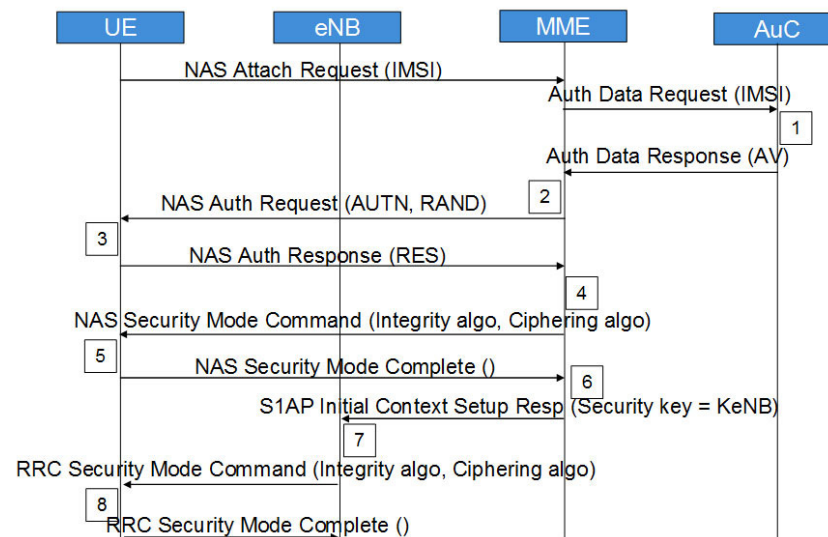 UE eNB MME AuC
NAS Attach Request (IMSI)
Auth Data Request (IMSI)
1
Auth Data Response (AV)
2
NAS Auth Request (AUTN, RAND)
3
NAS Auth Response (RES)
4
NAS Security Mode Command (Integrity algo, Ciphering algo)
5
NAS Security Mode Complete ()
6
S1AP Initial Context Setup Resp (Security key = KeNB)
7
RRC Security Mode Command (Integrity algo, Ciphering algo)
8
RRC Security Mode Complete ()